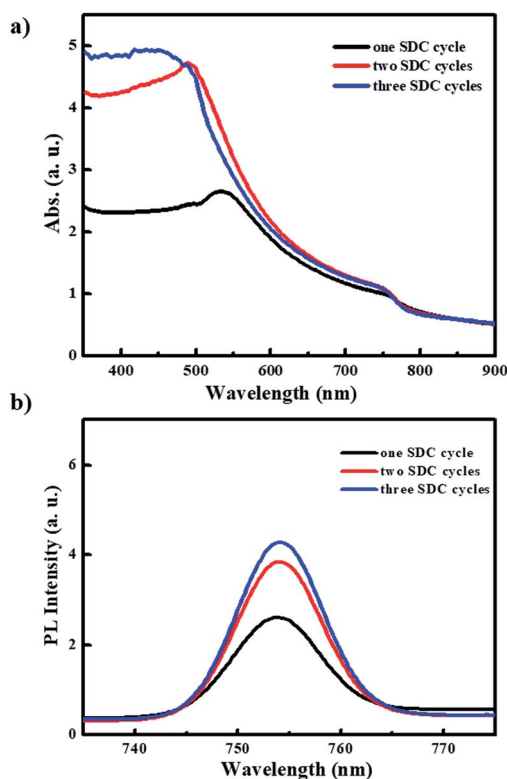 a)
5
4
3
2
1
0
Abs. (a. u.)
one SDC cycle
two SDC cycles
three SDC cycles
400 500 600 700 800 900
Wavelength (nm)
b)
6
4
2
0
PL Intensity (a. u.)
one SDC cycle
two SDC cycles
three SDC cycles
740 750 760 770
Wavelength (nm)